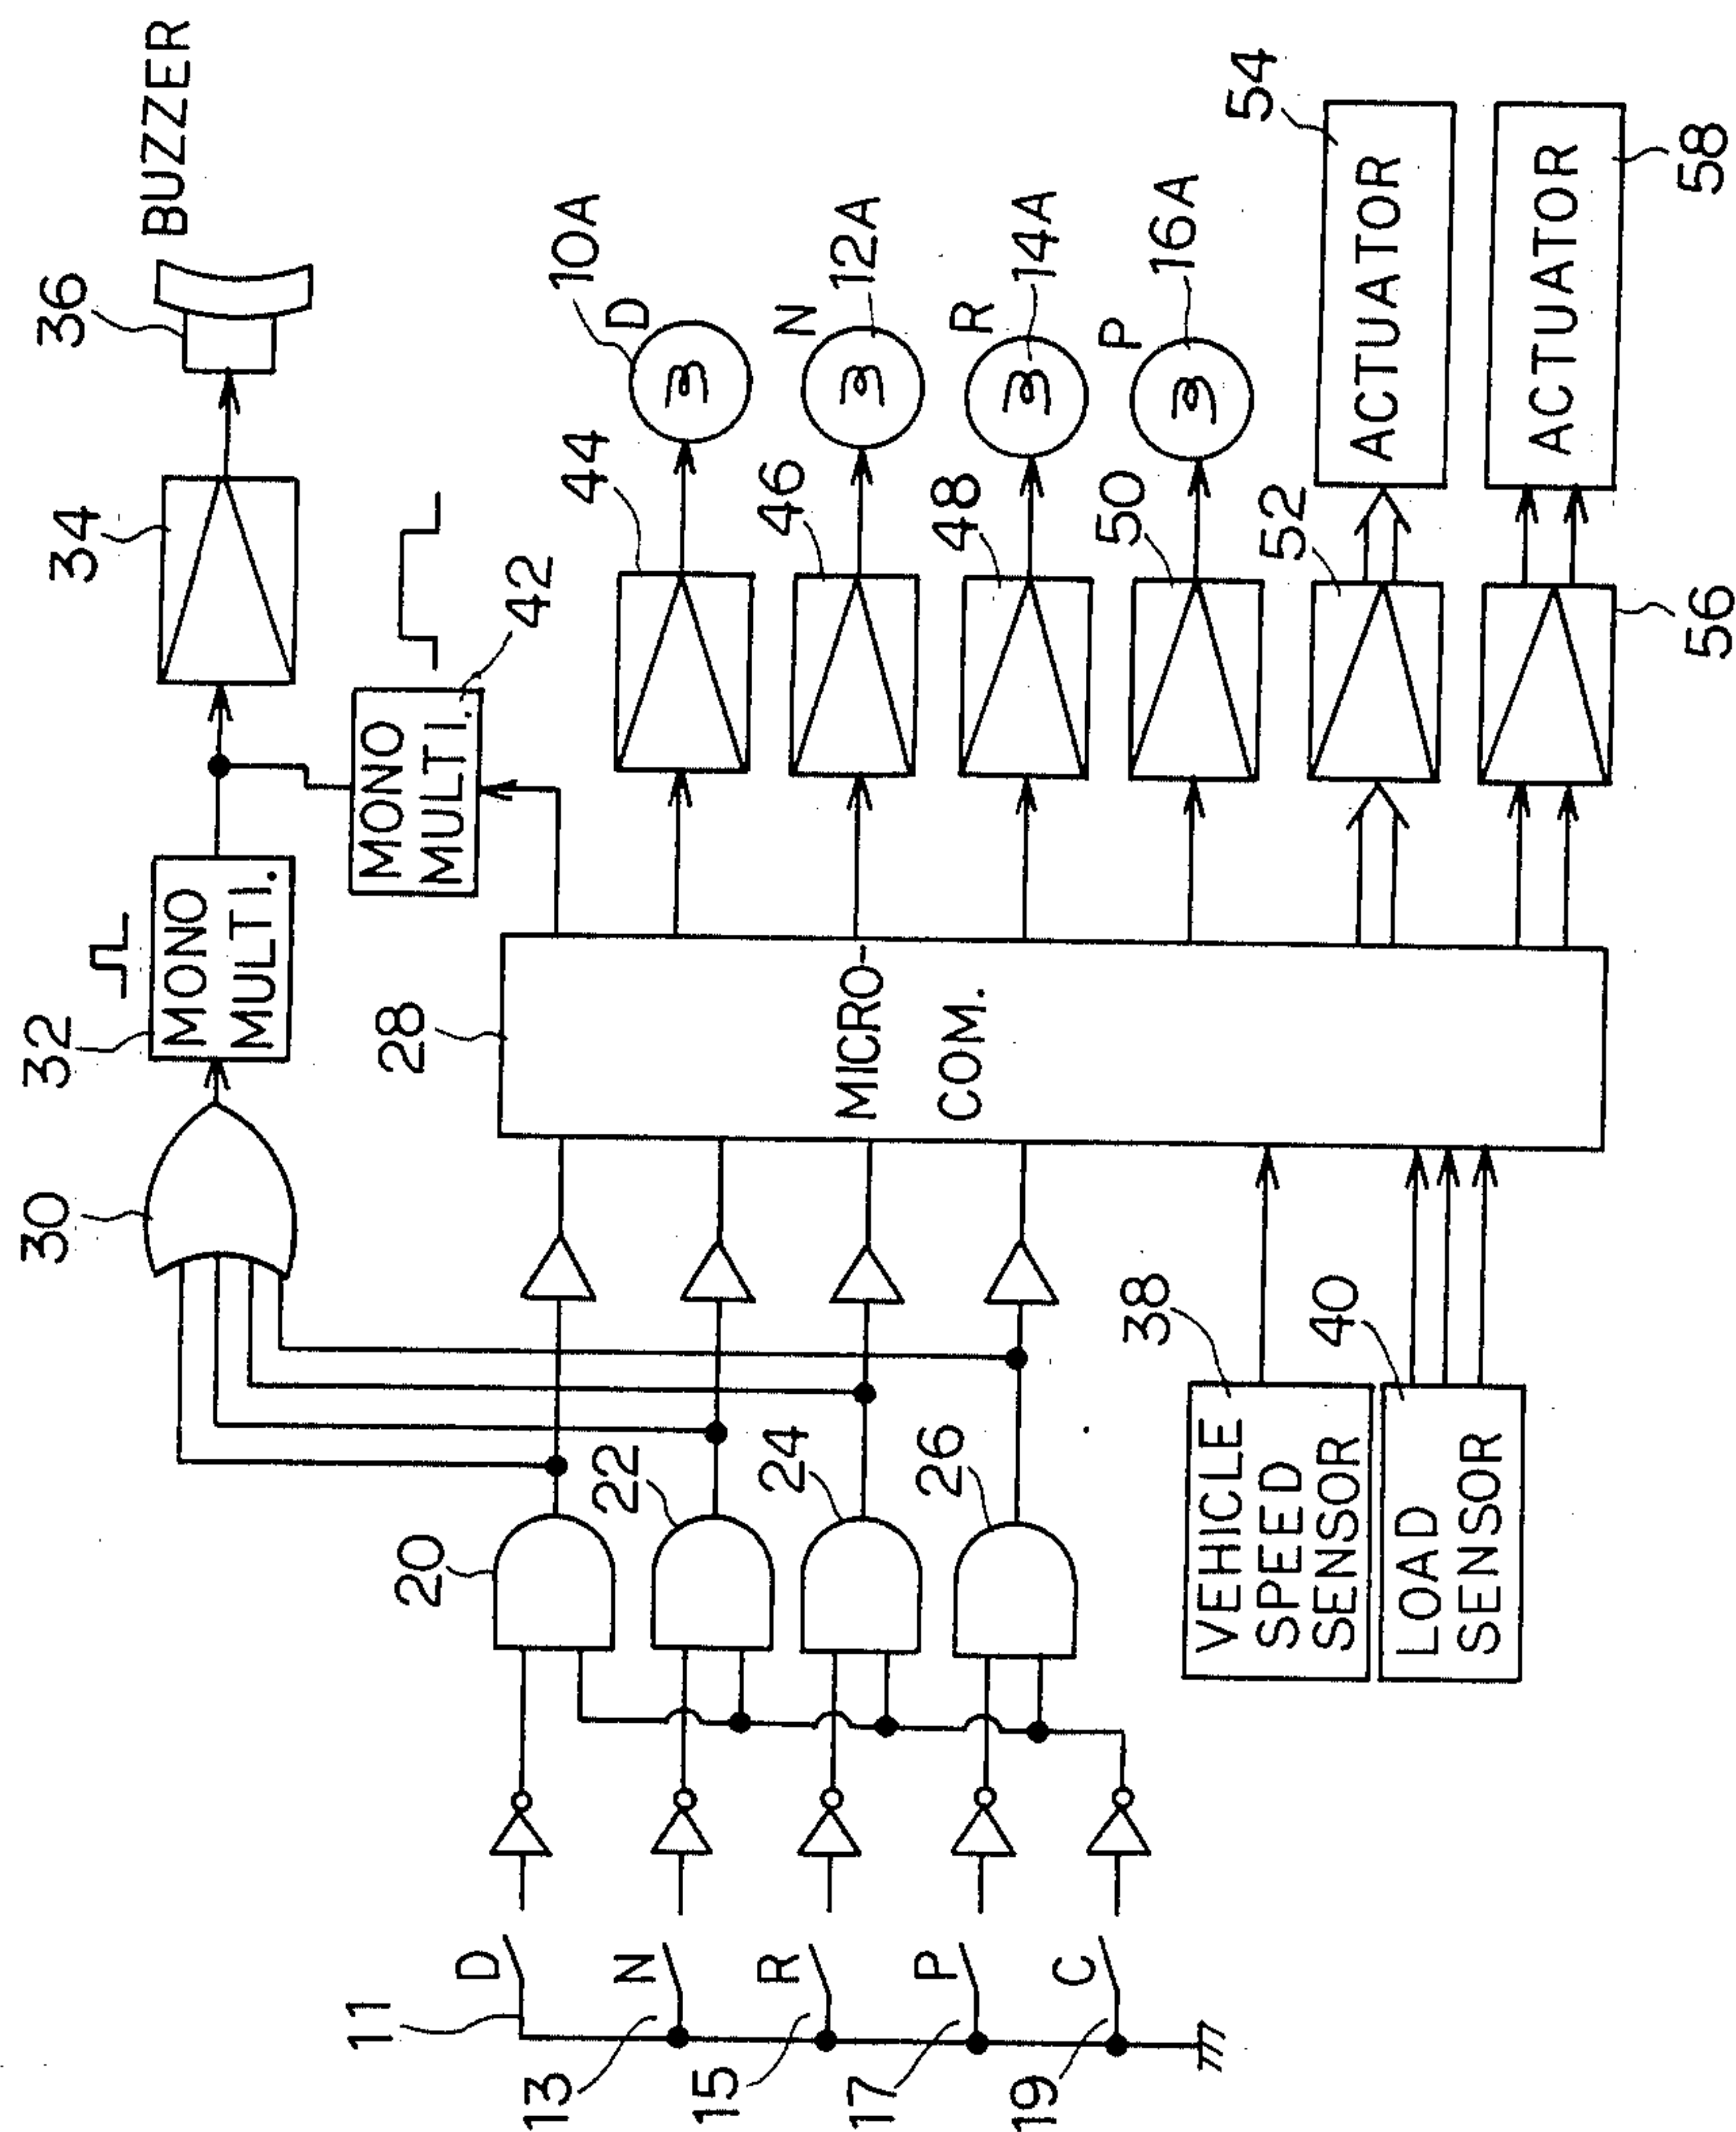 BUZZER
36
34
32
MONO
MULTI.
30
42
MONO
MULTI.
28
MICRO-
COM.
10A
D
44
12A
N
46
14A
R
48
16A
P
50
54
ACTUATOR
52
58
ACTUATOR
56
20
22
24
26
38
VEHICLE
SPEED
SENSOR
40
LOAD
SENSOR
11
D
13
N
15
R
17
P
19
C